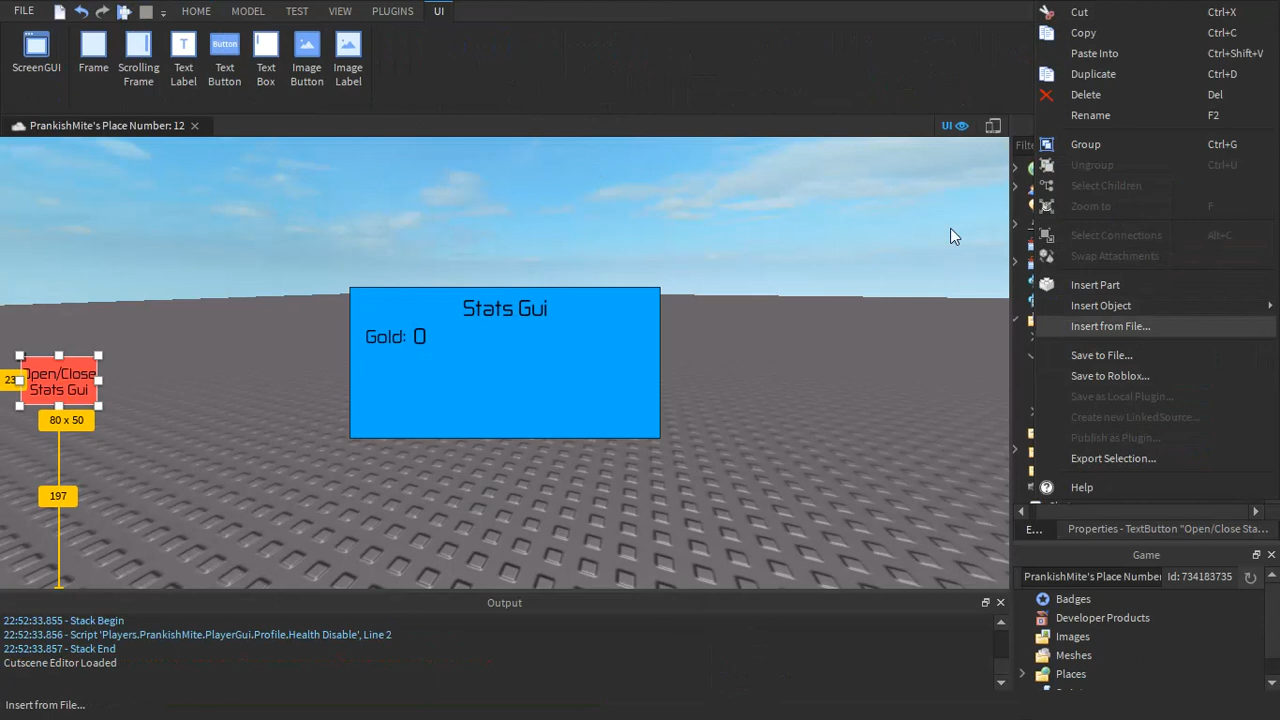 FILE HOME MODEL TEST VIEW PLUGINS UI
ScreenGUI Frame Scrolling Frame Text Label Text Button Text Box Image Button Image Label
T Button T
PrankishMite's Place Number: 12
UI
Stats Gui
Gold: 0
Open/Close
Stats Gui
23
80 x 50
197
Cut Ctrl+X
Copy Ctrl+C
Paste Into Ctrl+Shift+V
Duplicate Ctrl+D
Delete Del
Rename F2
Group Ctrl+G
Ungroup Ctrl+U
Select Children
Zoom to F
Select Connections Alt+C
Swap Attachments
Insert Part
Insert Object
Insert from File...
Save to File...
Save to Roblox...
Save as Local Plugin...
Create new LinkedSource...
Publish as Plugin...
Export Selection...
Help
E... Properties - TextButton "Open/Close Sta...
Game
PrankishMite's Place Number Id: 734183735
Badges
Developer Products
Images
Meshes
Places
Output
22:52:33.855 - Stack Begin
22:52:33.856 - Script 'Players.PrankishMite.PlayerGui.Profile.Health Disable', Line 2
22:52:33.857 - Stack End
Cutscene Editor Loaded
Insert from File...